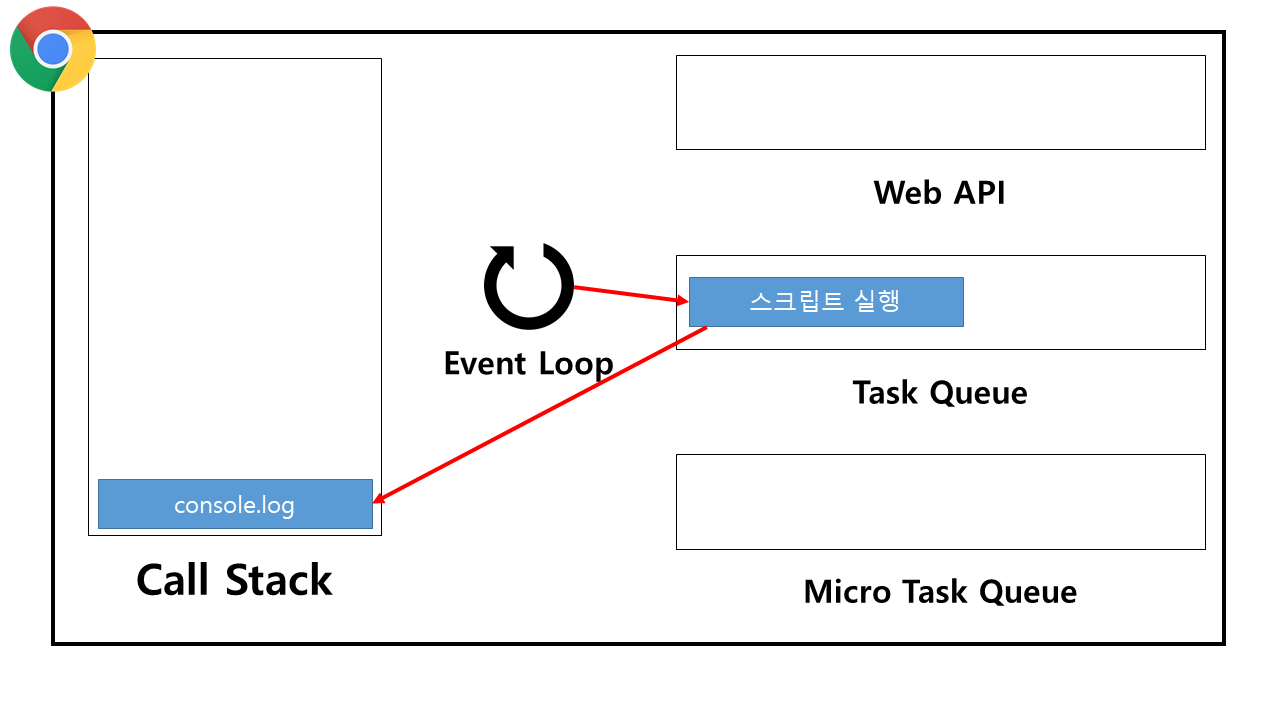 Web API
스크립트 실행
Event Loop
Task Queue
console.log
Call Stack
Micro Task Queue